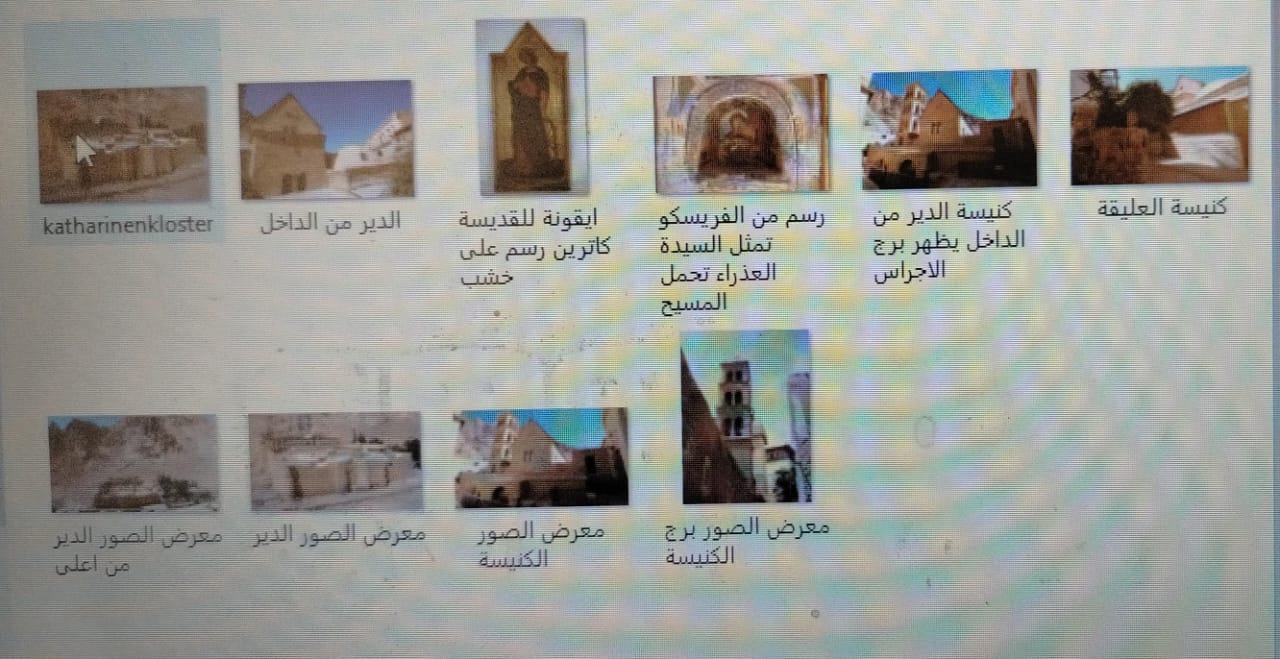 katharinenkloster
الدير من الداخل
ايقونة للقديسة
كاترين رسم على
خشب
رسم من الفريسكو
تمثل السيدة
العذراء تحمل
المسيح
كنيسة الدير من
الداخل يظهر برج
الاجراس
كنيسة العليقة
معرض الصور الدير
من اعلى
معرض الصور الدير
معرض الصور
الكنيسة
معرض الصور برج
الكنيسة